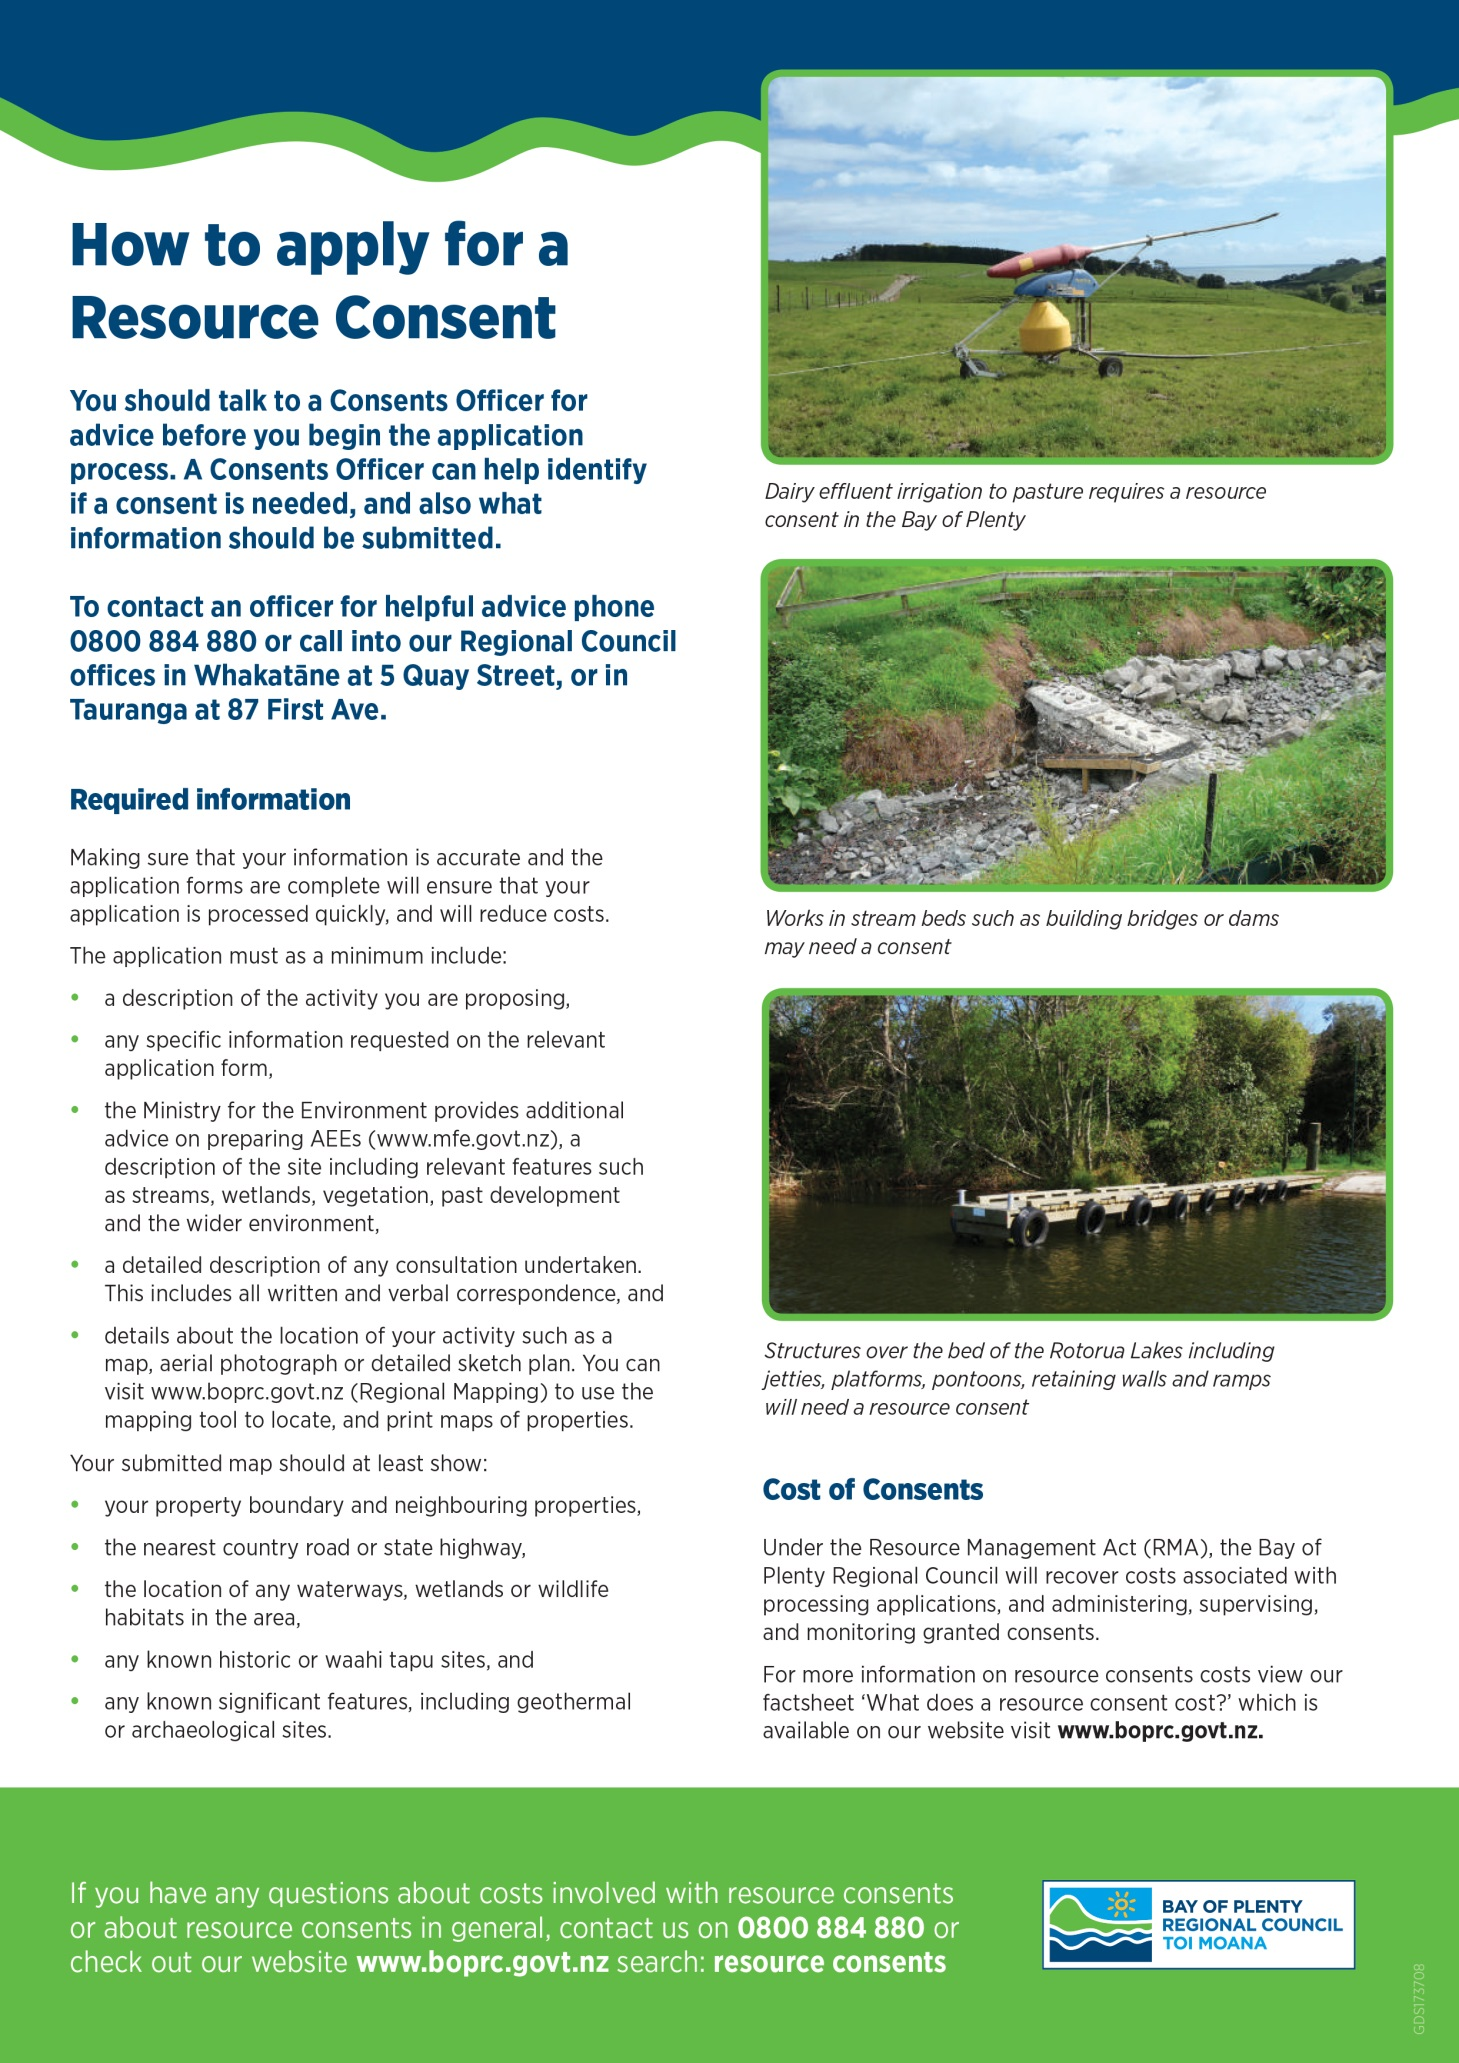 How to apply for a
Resource Consent
You should talk to a Consents Officer for
advice before you begin the application
process. A Consents Officer can help identify
if a consent is needed, and also what
information should be submitted.
To contact an officer for helpful advice phone
0800 884 880 or call into our Regional Council
offices in Whakatāne at 5 Quay Street, or in
Tauranga at 87 First Ave.
Required information
Making sure that your information is accurate and the
application forms are complete will ensure that your
application is processed quickly, and will reduce costs.
The application must as a minimum include:
• a description of the activity you are proposing,
• any specific information requested on the relevant
application form,
• the Ministry for the Environment provides additional
advice on preparing AEEs (www.mfe.govt.nz), a
description of the site including relevant features such
as streams, wetlands, vegetation, past development
and the wider environment,
• a detailed description of any consultation undertaken.
This includes all written and verbal correspondence, and
• details about the location of your activity such as a
map, aerial photograph or detailed sketch plan. You can
visit www.boprc.govt.nz (Regional Mapping) to use the
mapping tool to locate, and print maps of properties.
Your submitted map should at least show:
• your property boundary and neighbouring properties,
• the nearest country road or state highway,
• the location of any waterways, wetlands or wildlife
habitats in the area,
• any known historic or waahi tapu sites, and
• any known significant features, including geothermal
or archaeological sites.
Dairy effluent irrigation to pasture requires a resource
consent in the Bay of Plenty
Works in stream beds such as building bridges or dams
may need a consent
Structures over the bed of the Rotorua Lakes including
jetties, platforms, pontoons, retaining walls and ramps
will need a resource consent
Cost of Consents
Under the Resource Management Act (RMA), the Bay of
Plenty Regional Council will recover costs associated with
processing applications, and administering, supervising,
and monitoring granted consents.
For more information on resource consents costs view our
factsheet ‘What does a resource consent cost?’ which is
available on our website visit www.boprc.govt.nz.
If you have any questions about costs involved with resource consents
or about resource consents in general, contact us on 0800 884 880 or
check out our website www.boprc.govt.nz search: resource consents
BAY OF PLENTY
REGIONAL COUNCIL
TOI MOANA
GDS173708